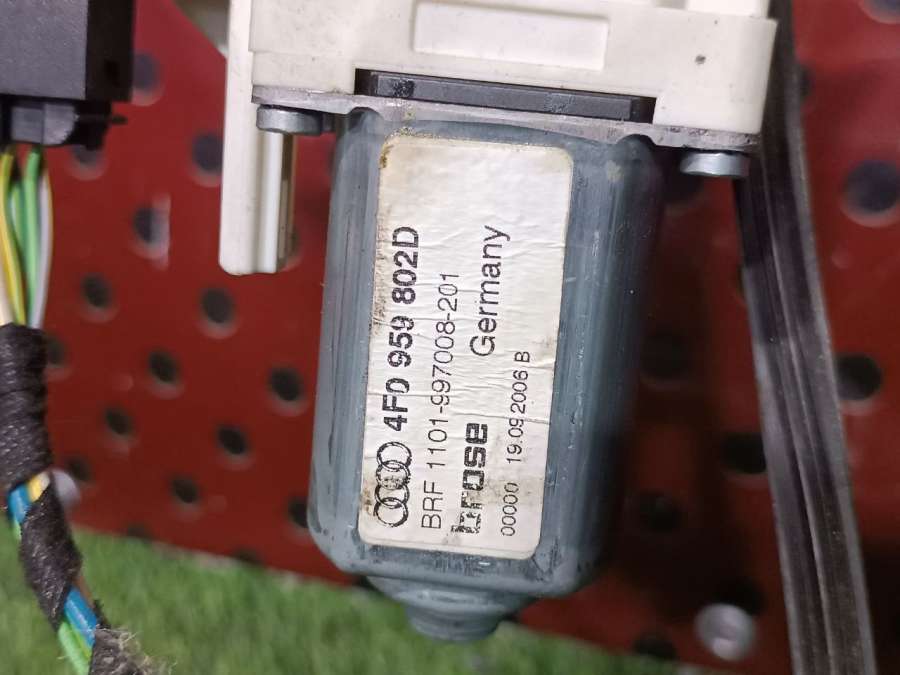 4F0 959 802D
BRF 1101-997008-201
brose Germany
00000 19.09.2006 B